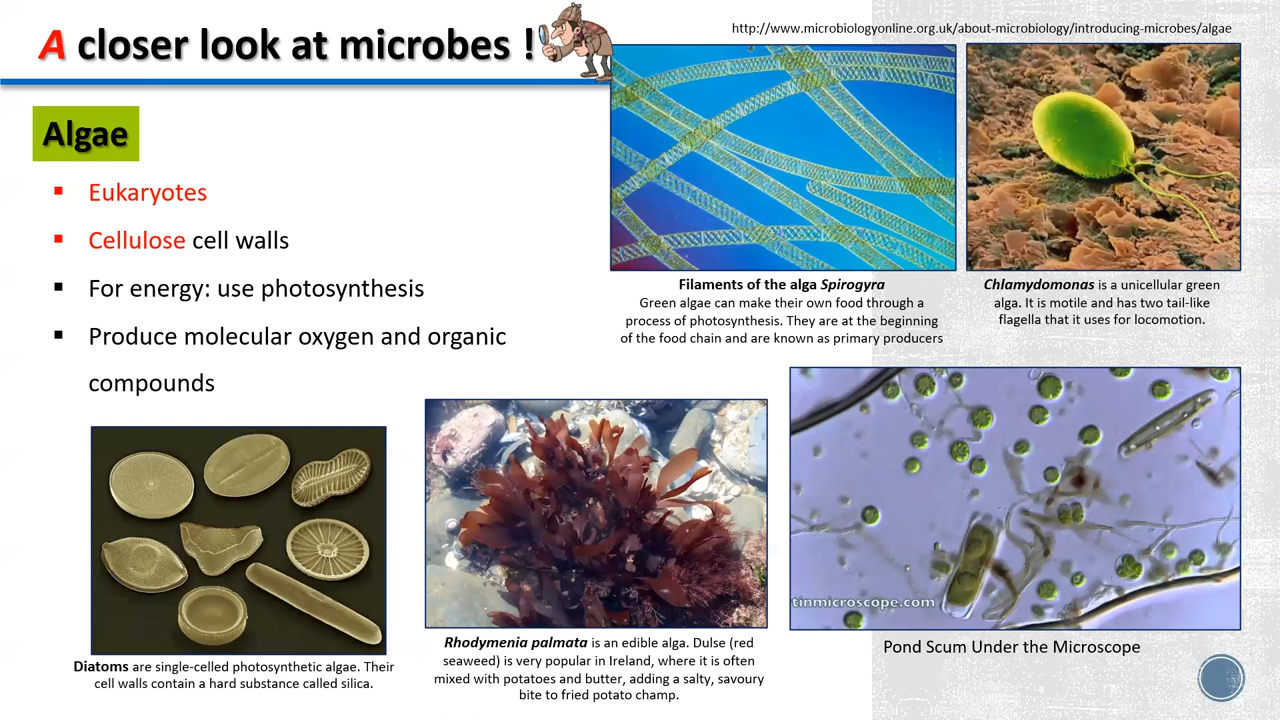 A closer look at microbes !
http://www.microbiologyonline.org.uk/about-microbiology/introducing-microbes/algae
Algae
Eukaryotes
Cellulose cell walls
For energy: use photosynthesis
Produce molecular oxygen and organic
compounds
Filaments of the alga Spirogyra
Green algae can make their own food through a
process of photosynthesis. They are at the beginning
of the food chain and are known as primary producers
Chlamydomonas is a unicellular green
alga. It is motile and has two tail-like
flagella that it uses for locomotion.
Diatoms are single-celled photosynthetic algae. Their
cell walls contain a hard substance called silica.
Rhodymenia palmata is an edible alga. Dulse (red
seaweed) is very popular in Ireland, where it is often
mixed with potatoes and butter, adding a salty, savoury
bite to fried potato champ.
tinmicroscope.com
Pond Scum Under the Microscope